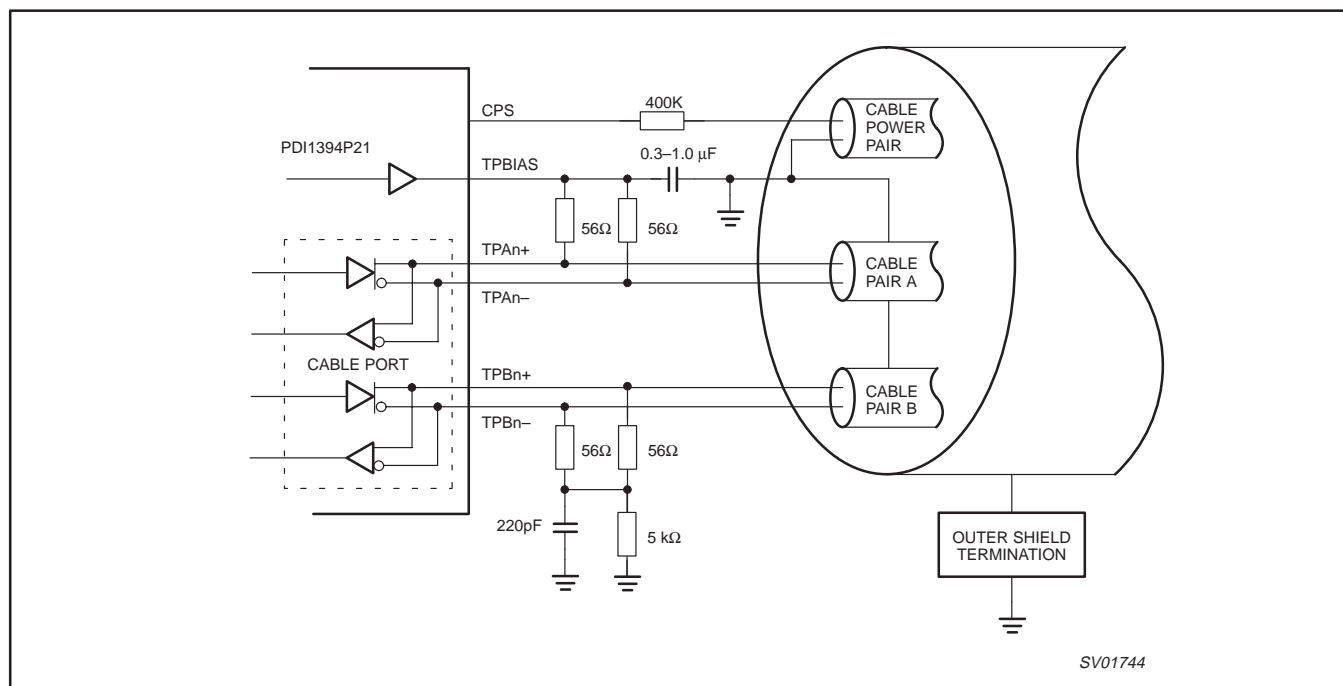 CPS
400K
CABLE
POWER
PAIR
PDI1394P21
TPBIAS
0.3–1.0 μF
56Ω
56Ω
TPAn+
CABLE
PAIR A
TPAn–
CABLE PORT
TPBn+
CABLE
PAIR B
TPBn–
56Ω
56Ω
220pF
5 kΩ
OUTER SHIELD
TERMINATION
SV01744